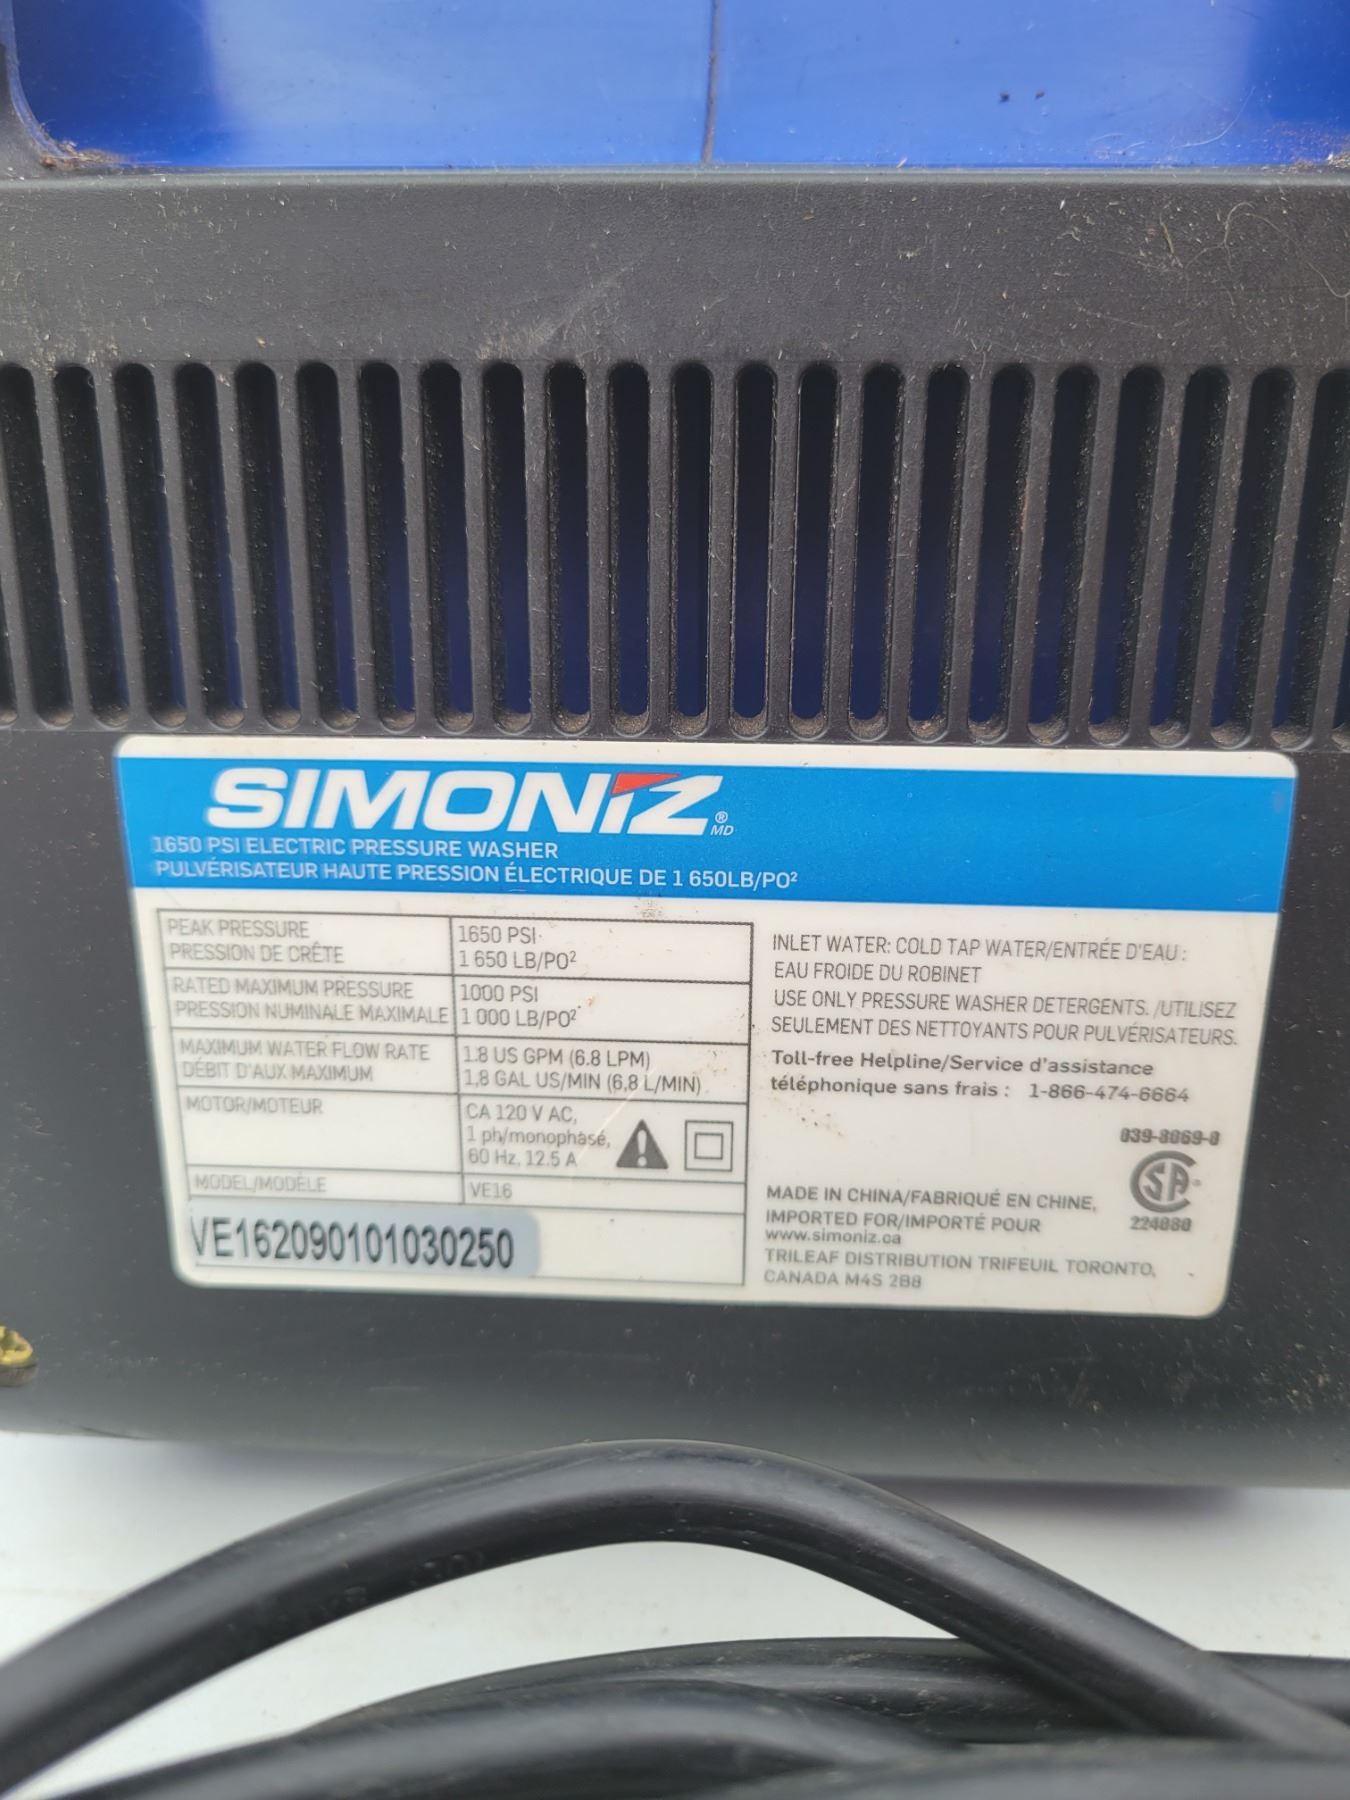 SIMONIZ® MD
1650 PSI ELECTRIC PRESSURE WASHER
PULVÉRISATEUR HAUTE PRESSION ÉLECTRIQUE DE 1 650LB/PO²
PEAK PRESSURE
PRESSION DE CRÊTE
1650 PSI
1 650 LB/PO²
RATED MAXIMUM PRESSURE
PRESSION NUMINALE MAXIMALE
1000 PSI
1 000 LB/PO²
MAXIMUM WATER FLOW RATE
DÉBIT D'AUX MAXIMUM
1.8 US GPM (6.8 LPM)
1,8 GAL US/MIN (6,8 L/MIN)
MOTOR/MOTEUR
CA 120 V AC,
1 ph/monophasé,
60 Hz, 12.5 A
MODEL/MODÈLE
VE16
VE162090101030250
INLET WATER: COLD TAP WATER/ENTRÉE D'EAU :
EAU FROIDE DU ROBINET
USE ONLY PRESSURE WASHER DETERGENTS. /UTILISEZ
SEULEMENT DES NETTOYANTS POUR PULVÉRISATEURS.
Toll-free Helpline/Service d'assistance
téléphonique sans frais : 1-866-474-6664
039-8069-8
SA
224080
MADE IN CHINA/FABRIQUÉ EN CHINE,
IMPORTED FOR/IMPORTÉ POUR
www.simoniz.ca
TRILEAF DISTRIBUTION TRIFEUIL TORONTO,
CANADA M4S 2B8